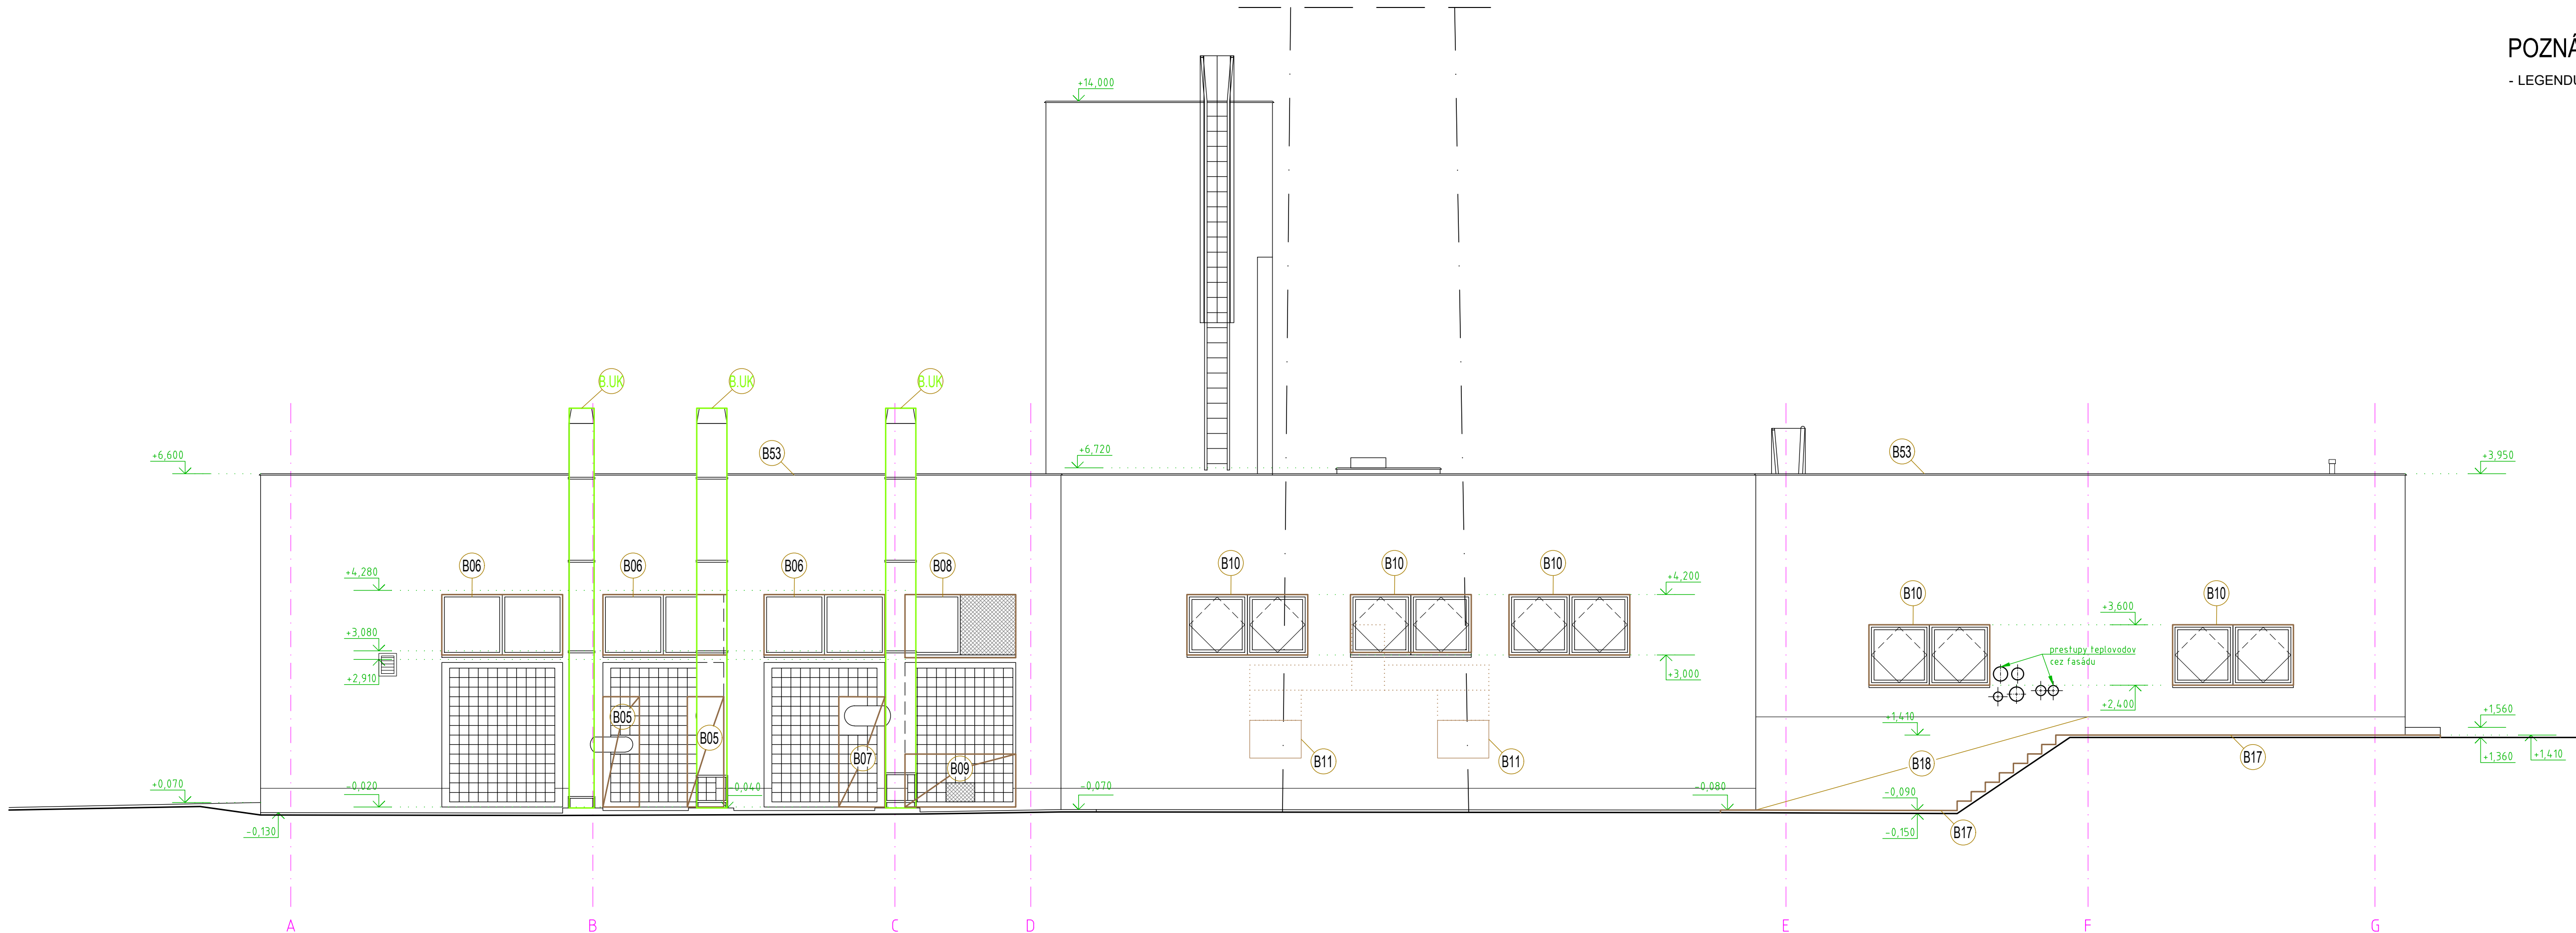 POZNÁ
- LEGENDU
+14,000
B.UK
B.UK
B.UK
B53
+6,720
B53
+6,600
+3,950
B06
B06
B06
B08
B10
B10
B10
+4,280
+4,200
B10
B10
+3,600
+3,080
prestupy teplovodov
cez fasádu
+2,910
+3,000
+2,400
B05
B05
+1,410
+1,560
B07
B09
B11
B11
B18
B17
+1,360
+1,410
+0,070
-0,020
-0,040
-0,070
-0,080
-0,090
-0,130
-0,150
B17
A
B
C
D
E
F
G